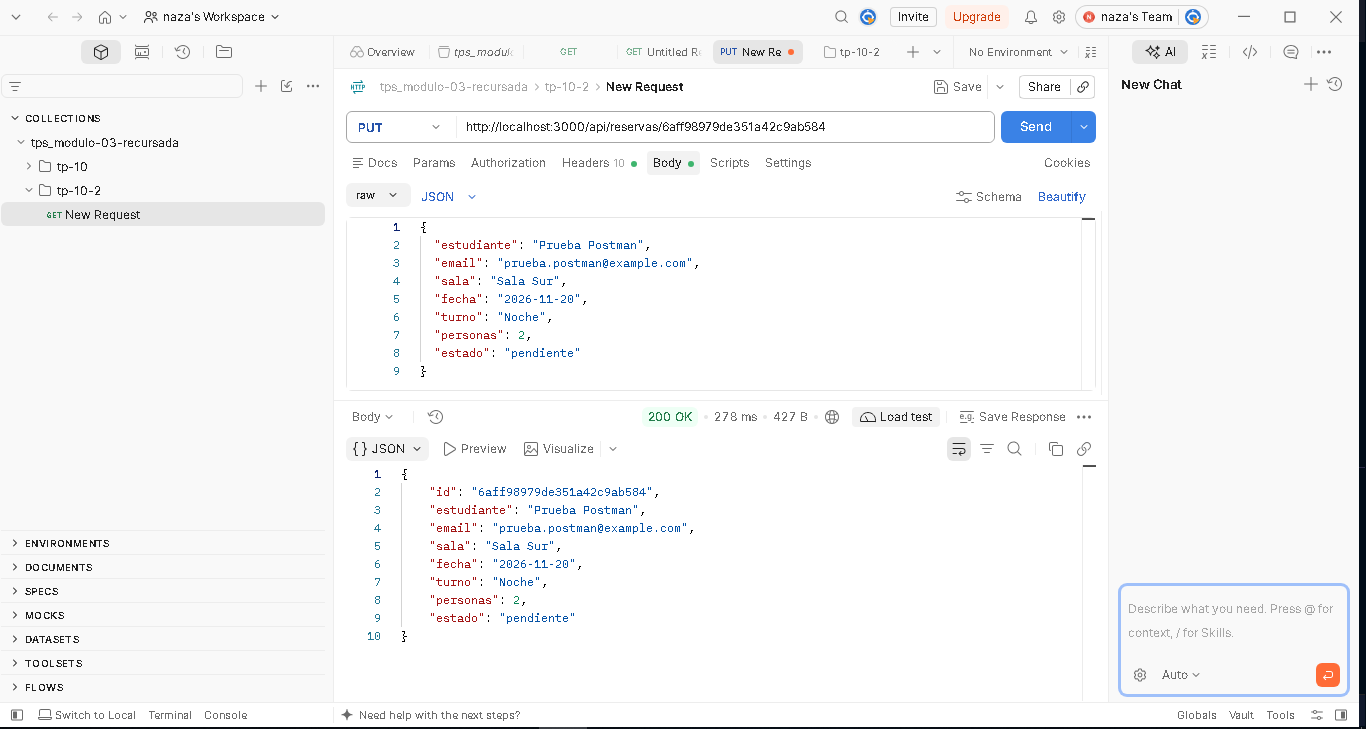 naza's Workspace
Invite
Upgrade
naza's Team
Overview
tps_modulo
GET
GET Untitled Re
PUT New Re
tp-10-2
No Environment
AI
tps_modulo-03-recursada > tp-10-2 > New Request
Save
Share
New Chat
COLLECTIONS
tps_modulo-03-recursada
tp-10
tp-10-2
GET New Request
PUT
http://localhost:3000/api/reservas/6aff98979de351a42c9ab584
Send
Docs
Params
Authorization
Headers 10
Body
Scripts
Settings
Cookies
raw
JSON
Schema
Beautify
1 {
2 "estudiante": "Prueba Postman",
3 "email": "prueba.postman@example.com",
4 "sala": "Sala Sur",
5 "fecha": "2026-11-20",
6 "turno": "Noche",
7 "personas": 2,
8 "estado": "pendiente"
9 }
Body
200 OK
278 ms
427 B
Load test
e.g. Save Response
{} JSON
Preview
Visualize
1 {
2 "id": "6aff98979de351a42c9ab584",
3 "estudiante": "Prueba Postman",
4 "email": "prueba.postman@example.com",
5 "sala": "Sala Sur",
6 "fecha": "2026-11-20",
7 "turno": "Noche",
8 "personas": 2,
9 "estado": "pendiente"
10 }
ENVIRONMENTS
DOCUMENTS
SPECS
MOCKS
DATASETS
TOOLSETS
FLOWS
Describe what you need. Press @ for
context, / for Skills.
Auto
Switch to Local
Terminal
Console
Need help with the next steps?
Globals
Vault
Tools